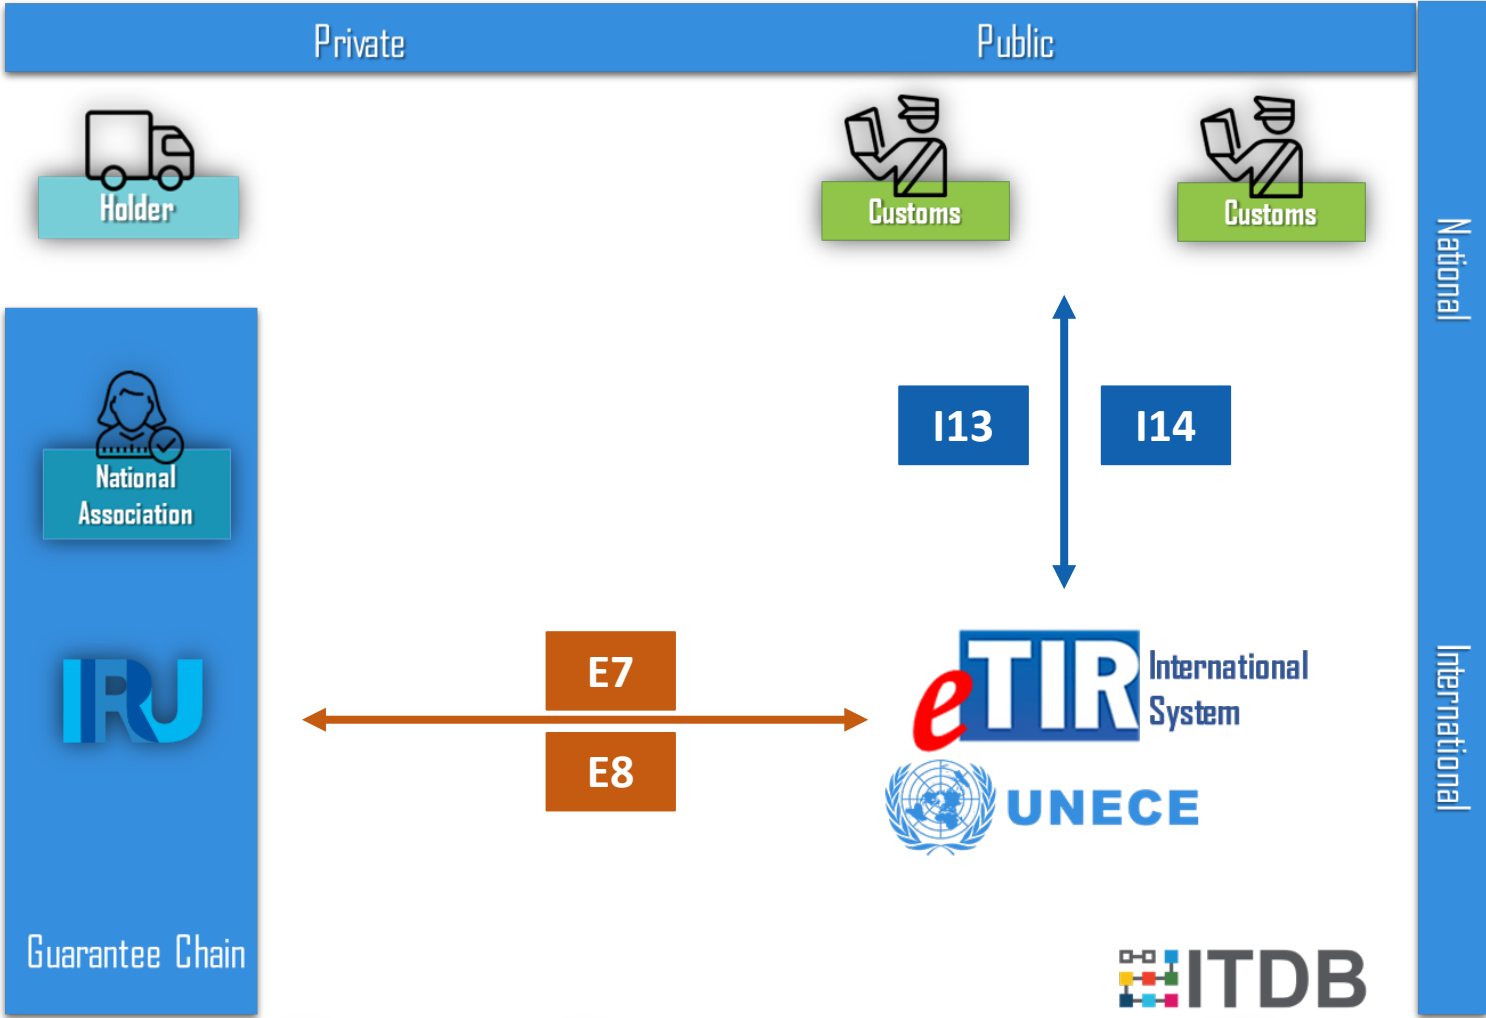 Private
Public
Holder
Customs
Customs
National
National
Association
I13
I14
IRU
E7
E8
eTIR
International
System
UNECE
International
Guarantee Chain
ITDB